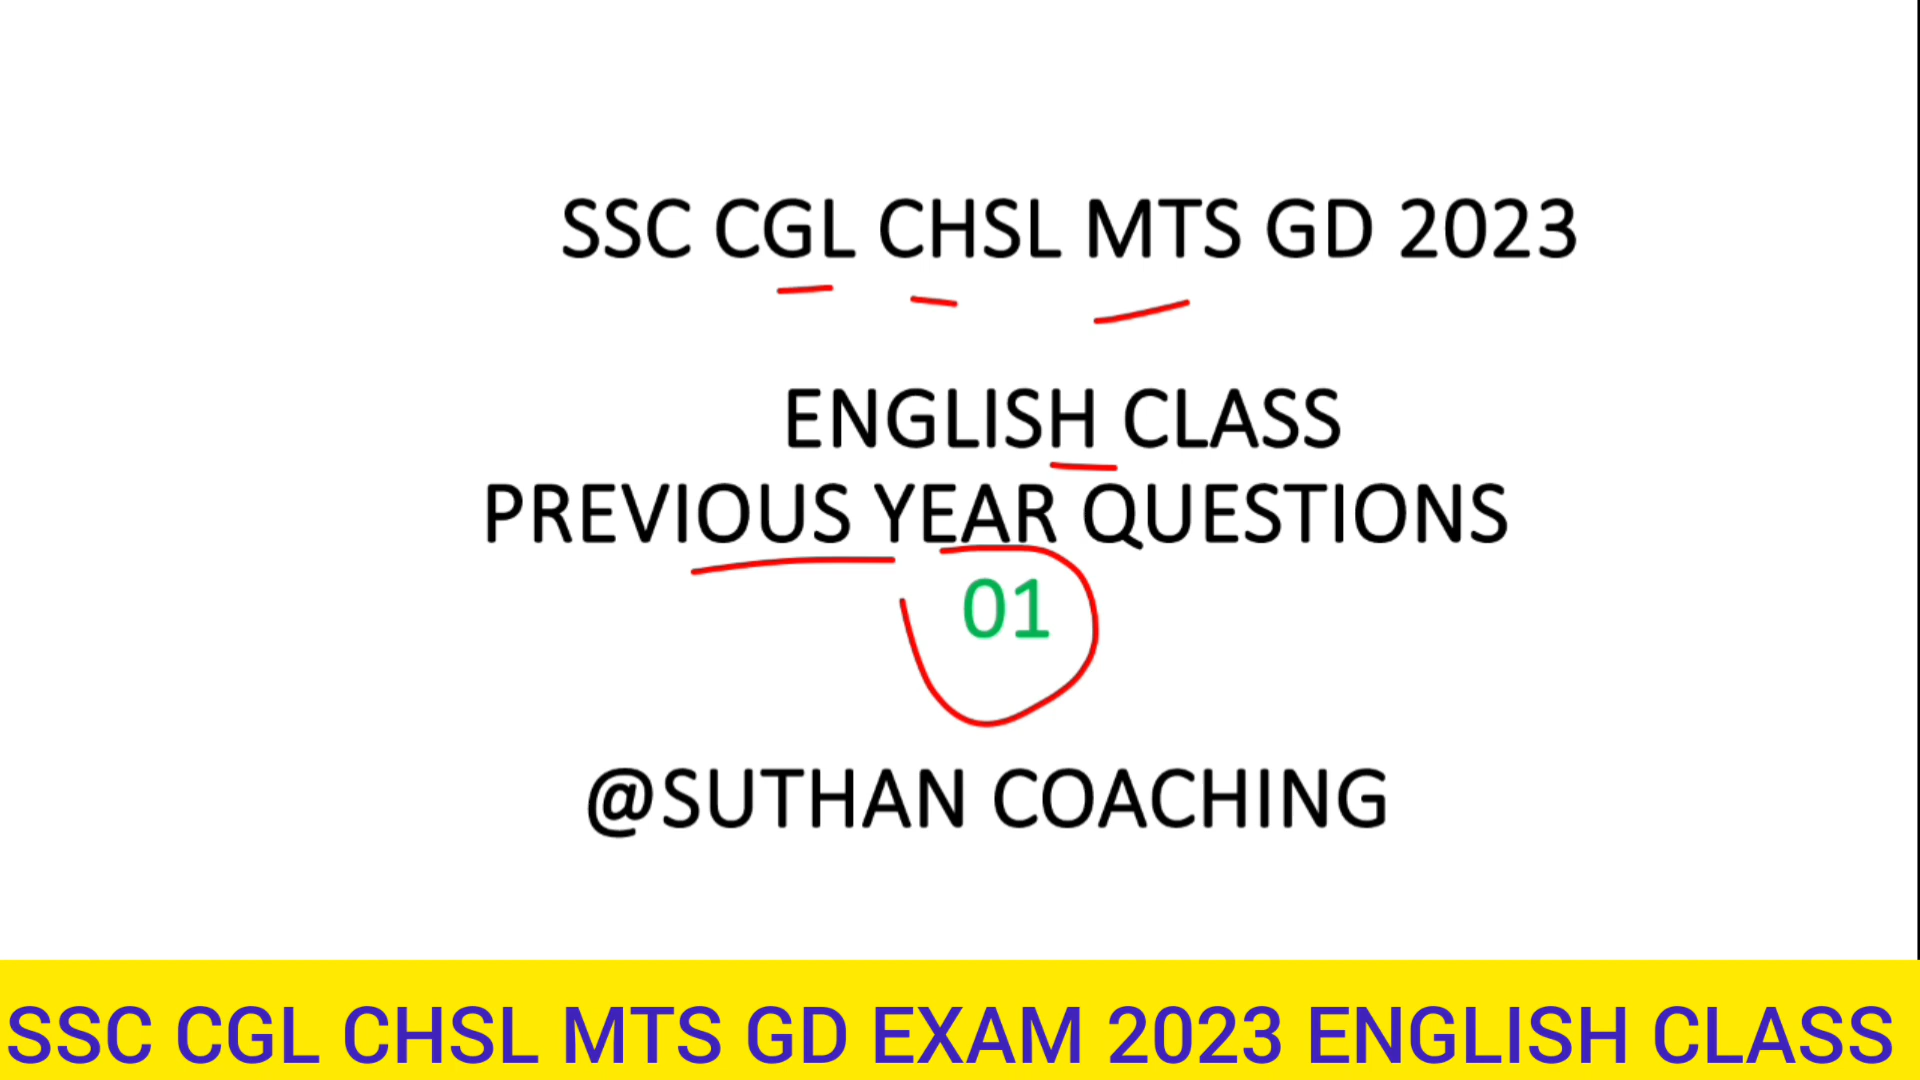 SSC CGL CHSL MTS GD 2023
ENGLISH CLASS
PREVIOUS YEAR QUESTIONS
01
@SUTHAN COACHING
SSC CGL CHSL MTS GD EXAM 2023 ENGLISH CLASS